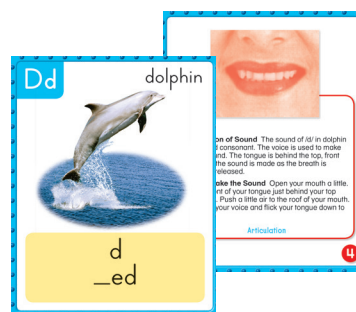 Dd
dolphin
d
_ed
on of Sound The sound of /d/ in dolphin
consonant. The voice is used to make
nd. The tongue is behind the top, front
the sound is made as the breath is
released.
ake the Sound Open your mouth a little.
nt of your tongue just behind your top
. Push a little air to the roof of your mouth.
your voice and flick your tongue down to
Articulation
4